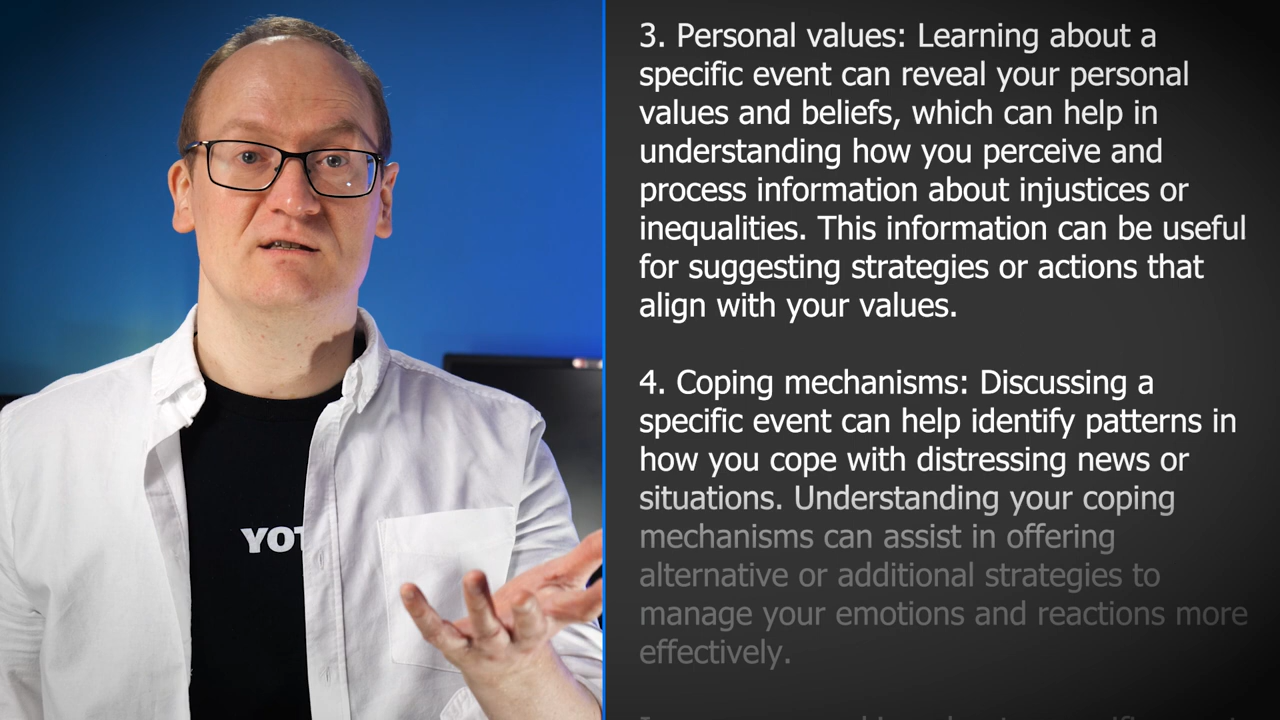 3. Personal values: Learning about a
specific event can reveal your personal
values and beliefs, which can help in
understanding how you perceive and
process information about injustices or
inequalities. This information can be useful
for suggesting strategies or actions that
align with your values.
4. Coping mechanisms: Discussing a
specific event can help identify patterns in
how you cope with distressing news or
situations. Understanding your coping
mechanisms can assist in offering
alternative or additional strategies to
manage your emotions and reactions more
effectively.